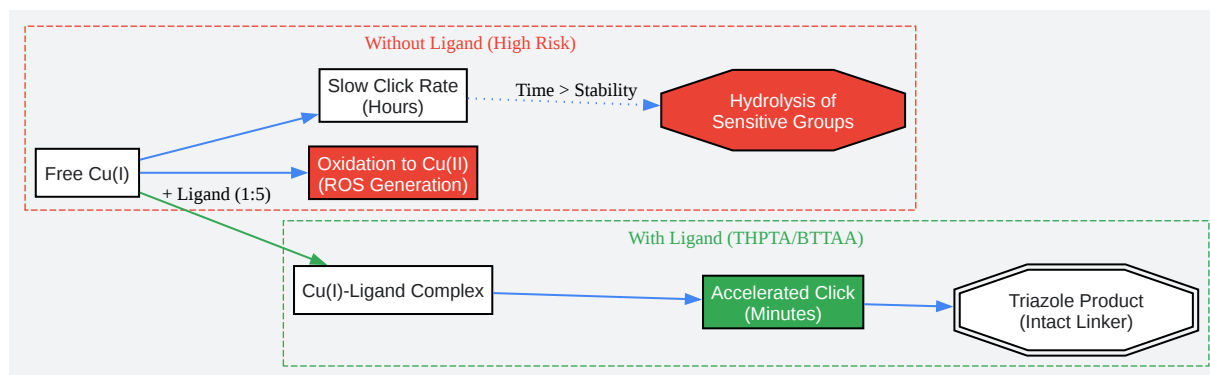 Without Ligand (High Risk)
Slow Click Rate
(Hours)
Time > Stability
Hydrolysis of
Sensitive Groups
Free Cu(I)
Oxidation to Cu(II)
(ROS Generation)
+ Ligand (1:5)
With Ligand (THPTA/BTTAA)
Cu(I)-Ligand Complex
Accelerated Click
(Minutes)
Triazole Product
(Intact Linker)